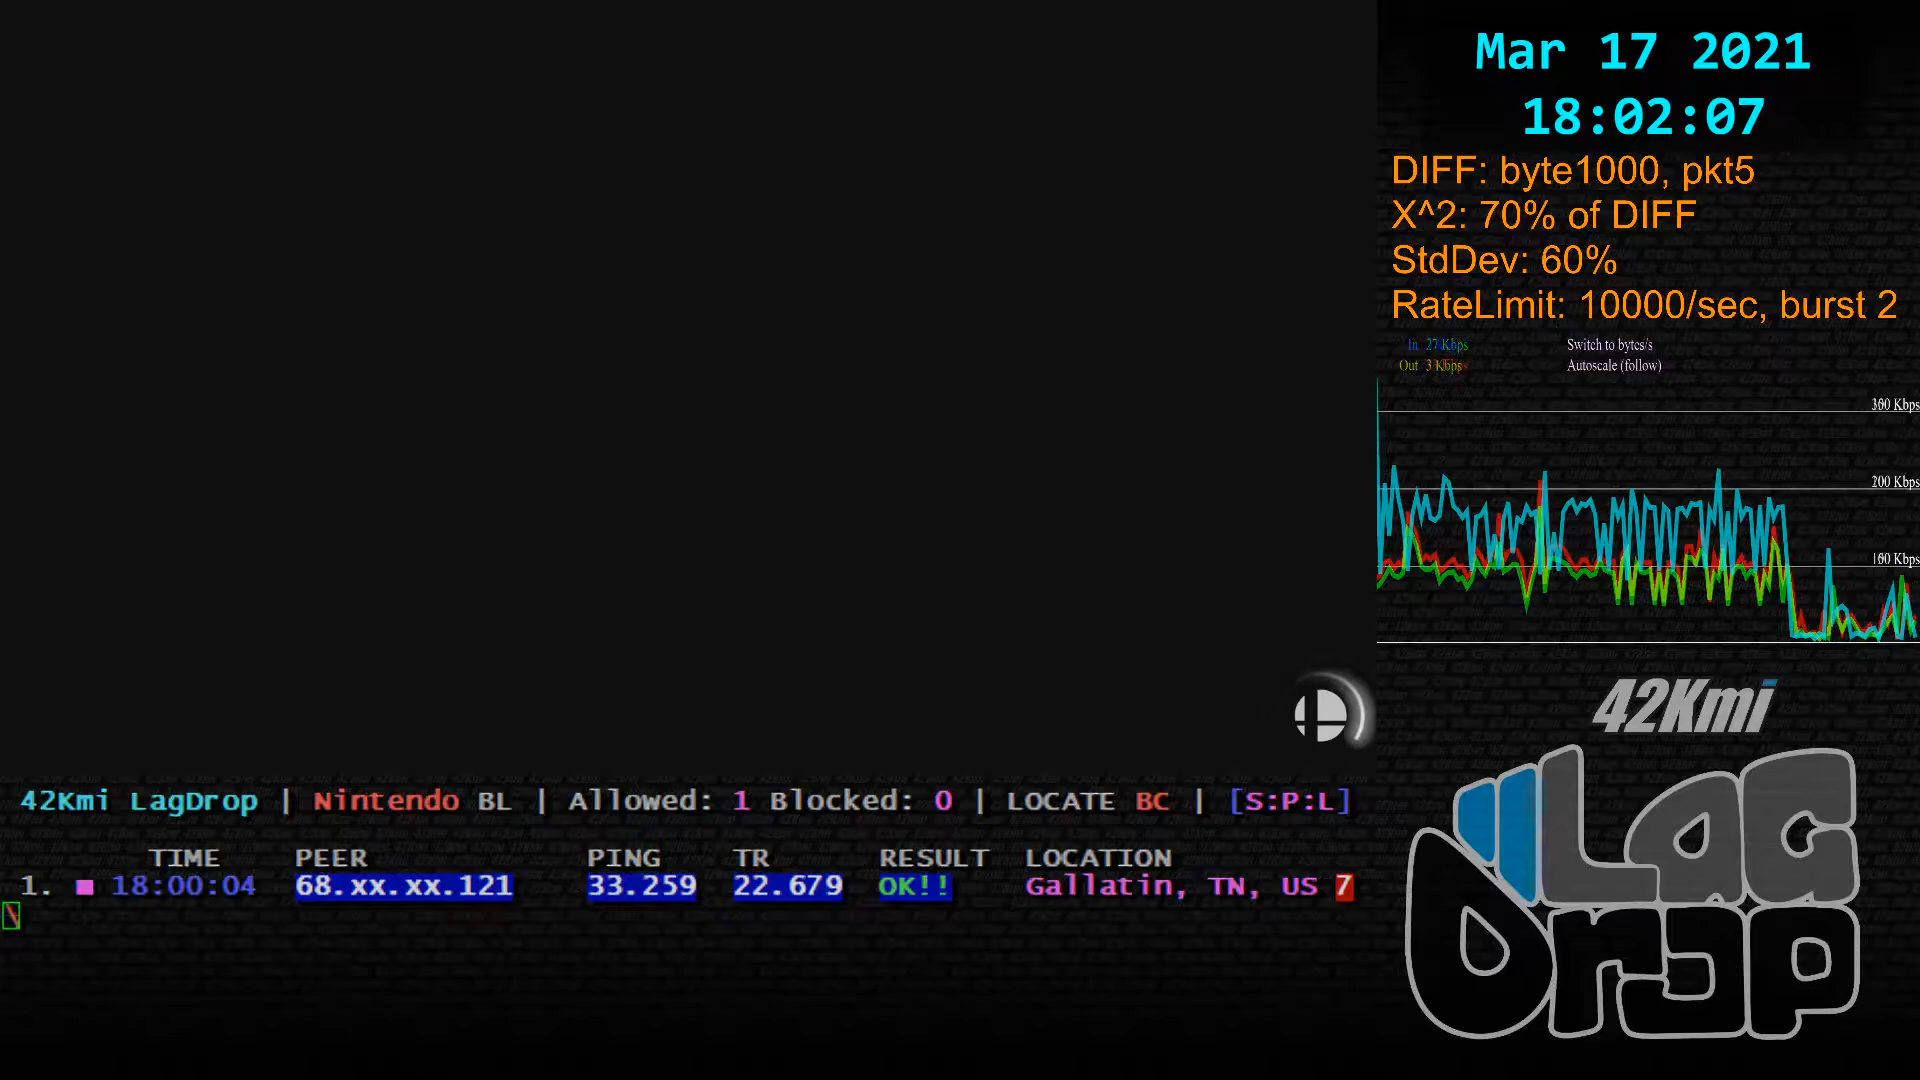 Mar 17 2021
18:02:07
DIFF: byte1000, pkt5
X^2: 70% of DIFF
StdDev: 60%
RateLimit: 10000/sec, burst 2
In 27 Kbps Switch to bytes/s
Out 3 Kbps Autoscale (follow)
Kbps
200 Kbps
Kbps
42Kmi
LAG
Drop
42Kmi LagDrop | Nintendo BL | Allowed: 1 Blocked: 0 | LOCATE BC | [S:P:L]
TIME PEER PING TR RESULT LOCATION
1. ■ 18:00:04 68.xx.xx.121 33.259 22.679 OK!! Gallatin, TN, US 7
\